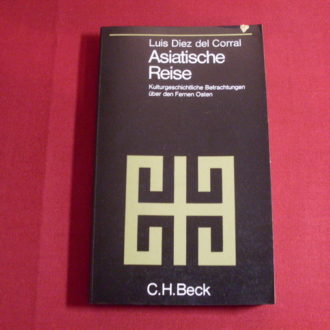 Luis Diez del Corral
Asiatische
Reise
Kulturgeschichtliche Betrachtungen
über den Fernen Osten
C.H.Beck